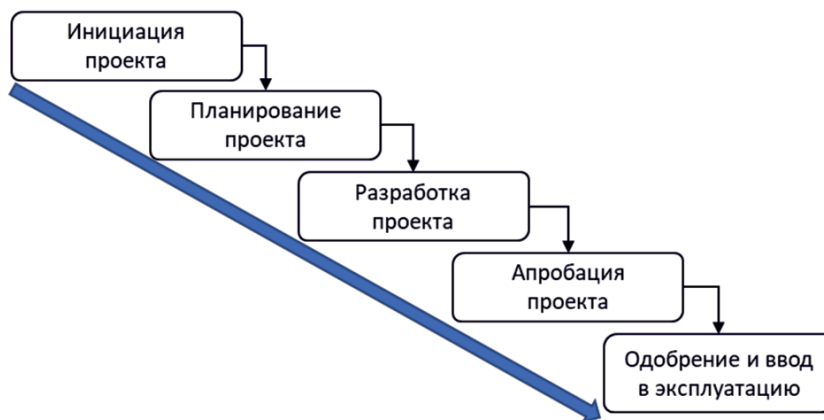 Инициация
проекта
Планирование
проекта
Разработка
проекта
Апробация
проекта
Одобрение и ввод
в эксплуатацию